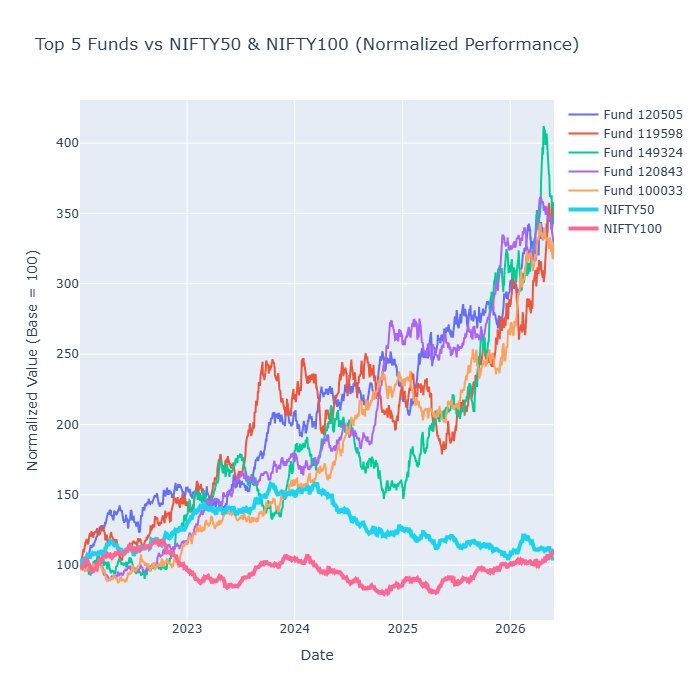 Top 5 Funds vs NIFTY50 & NIFTY100 (Normalized Performance)
Fund 120505
Fund 119598
Fund 149324
Fund 120843
Fund 100033
NIFTY50
NIFTY100
Normalized Value (Base = 100)
400
350
300
250
200
150
100
2023
2024
2025
2026
Date